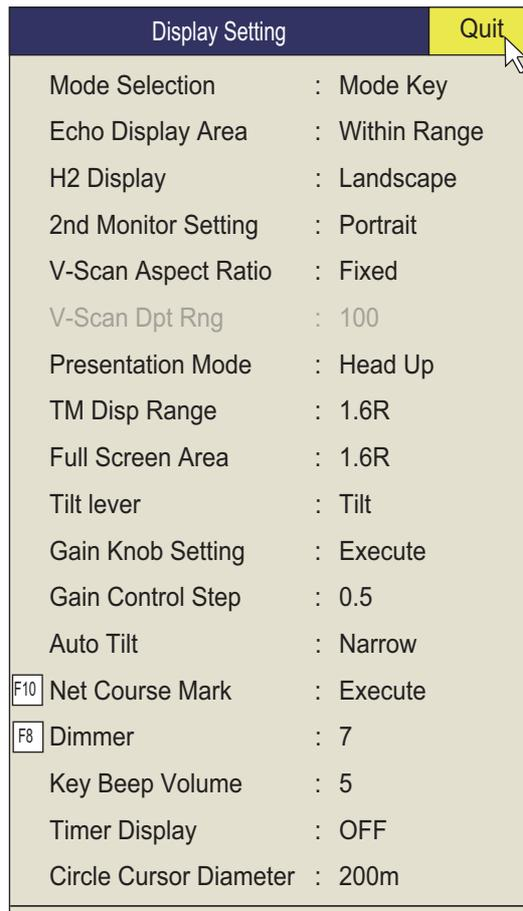 Display Setting Quit
Mode Selection : Mode Key
Echo Display Area : Within Range
H2 Display : Landscape
2nd Monitor Setting : Portrait
V-Scan Aspect Ratio : Fixed
V-Scan Dpt Rng : 100
Presentation Mode : Head Up
TM Disp Range : 1.6R
Full Screen Area : 1.6R
Tilt lever : Tilt
Gain Knob Setting : Execute
Gain Control Step : 0.5
Auto Tilt : Narrow
F10 Net Course Mark : Execute
F8 Dimmer : 7
Key Beep Volume : 5
Timer Display : OFF
Circle Cursor Diameter : 200m